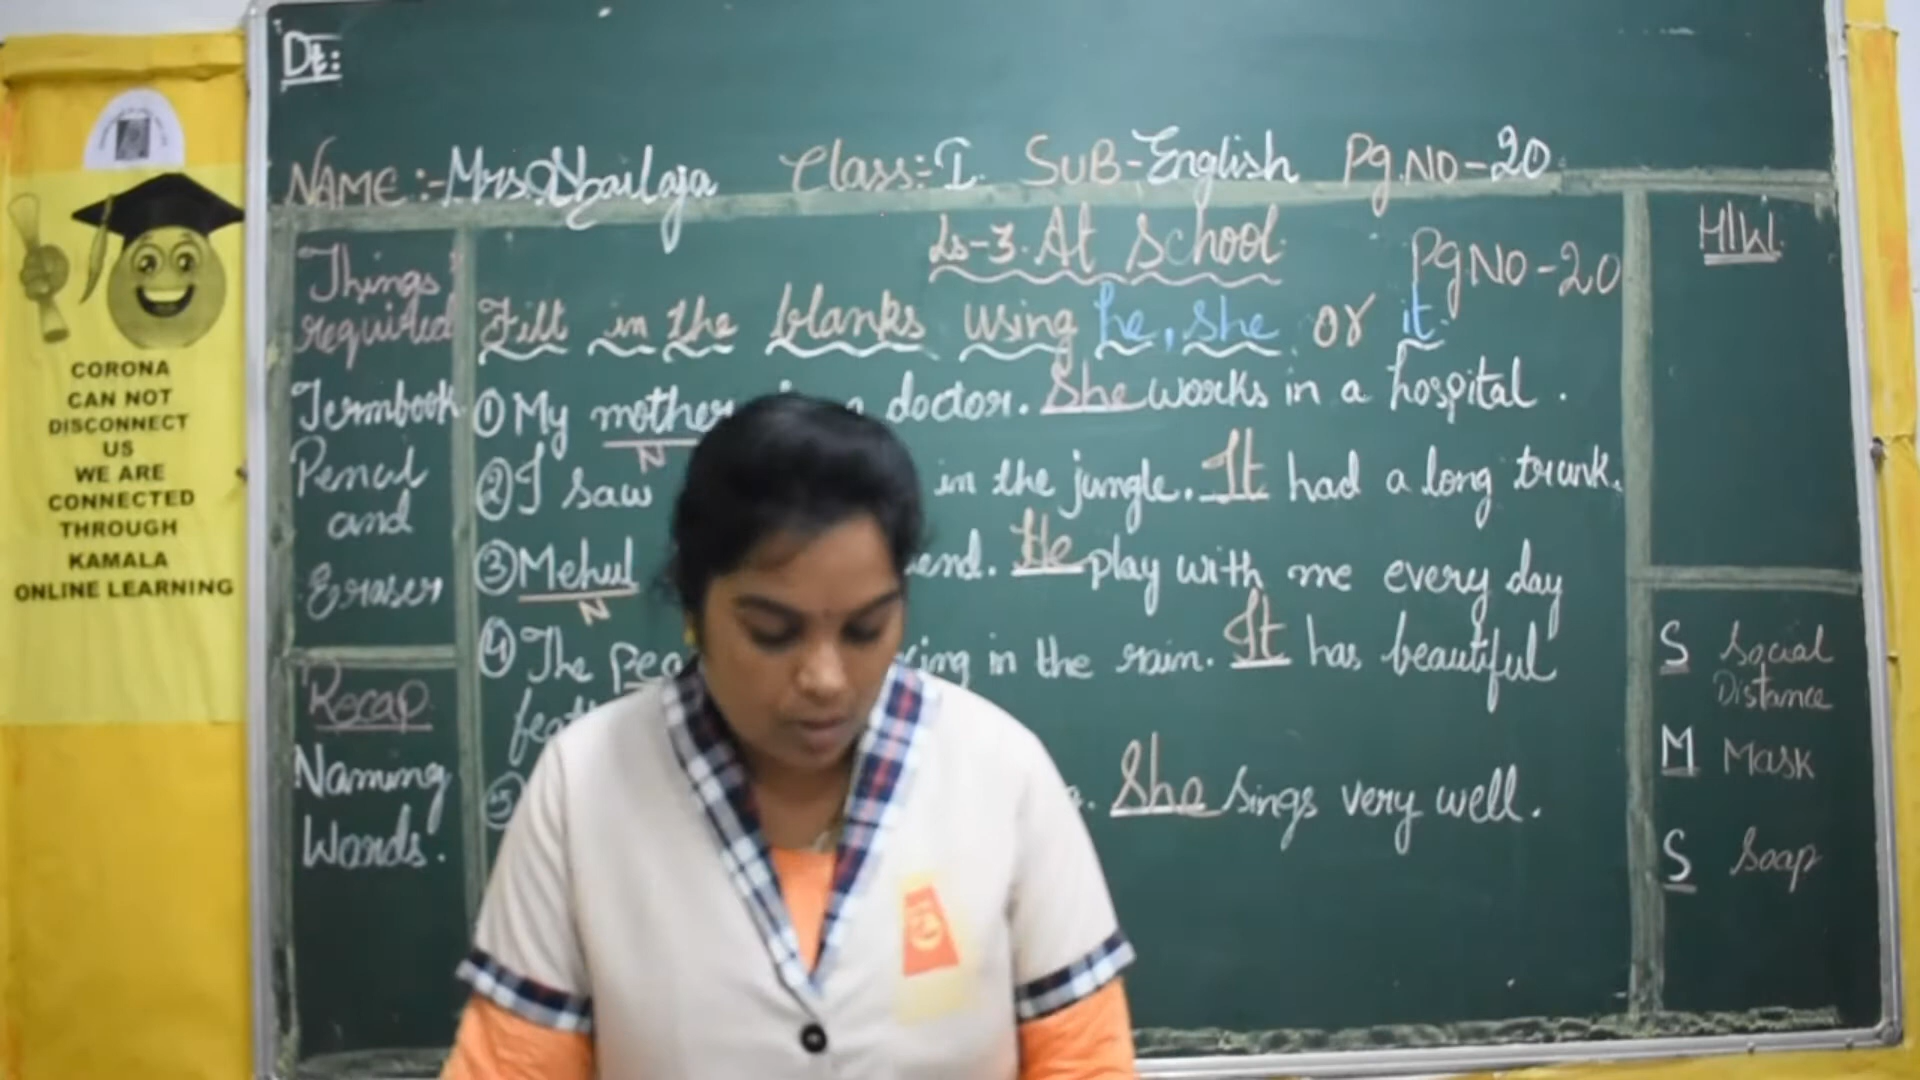 Dt:
NAME:- Mrs. Shailaja Class:- I. SUB-English Pg.NO-20
Ls-3. At school
Pg NO-20
Fill in the blanks using he, she or it.
① My mother doctor. She works in a hospital.
② I saw in the jungle. It had a long trunk.
③ Mehul He play with me every day
④ The in the rain. It has beautiful
⑤ She sings very well.
N
N
Things
required
Termbook
Pencil
and
Eraser
Recap
Naming
Words.
H/W.
S Social
Distance
M Mask
S Soap
CORONA
CAN NOT
DISCONNECT
US
WE ARE
CONNECTED
THROUGH
KAMALA
ONLINE LEARNING